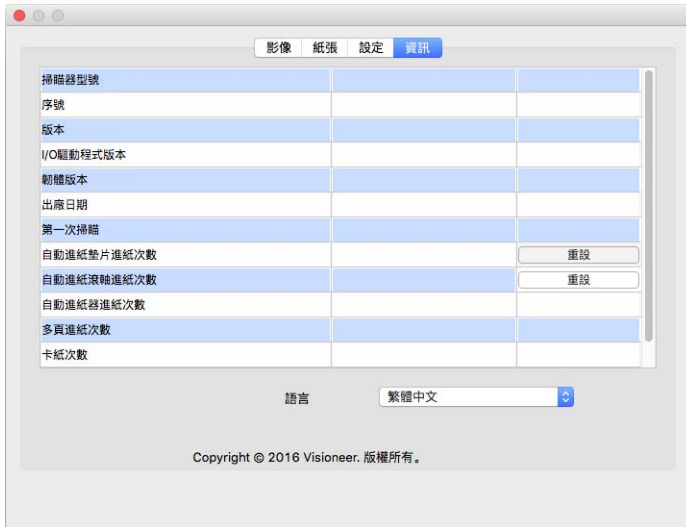 影像 紙張 設定 資訊
掃瞄器型號
序號
版本
I/O驅動程式版本
韌體版本
出廠日期
第一次掃瞄
自動進紙墊片進紙次數 重設
自動進紙滾軸進紙次數 重設
自動進紙器進紙次數
多頁進紙次數
卡紙次數
語言 繁體中文
Copyright © 2016 Visioneer. 版權所有。